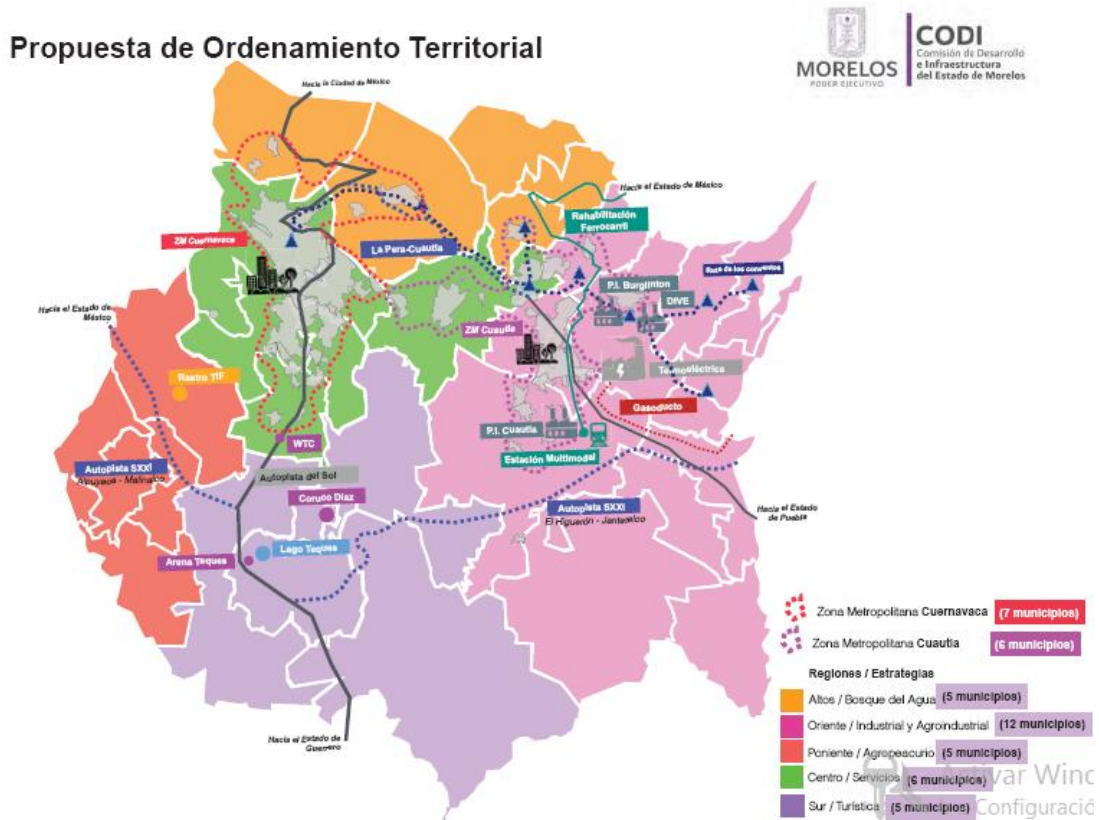 Propuesta de Ordenamiento Territorial
MORELOS
PODER EJECUTIVO
CODI
Comisión de Desarrollo
e Infraestructura
del Estado de Morelos
Hacia la Ciudad de México
Hacia el Estado de México
Rehabilitación
Ferrocarril
ZM Cuernavaca
La Pera-Cuautla
Ruta de los conventos
P.I. Burglinton
DIVE
Hacia el Estado de
México
ZM Cuautla
Termoeléctrica
Rastro TIF
Gasoducto
P.I. Cuautla
WTC
Estación Multimodal
Autopista SXXI
Alpuyeca - Malinalco
Autopista del Sol
Coruco Díaz
Autopista SXXI
El Higuerón - Jantetelco
Hacia el Estado
de Puebla
Lago Teques
Arena Teques
Hacia el Estado de
Guerrero
Zona Metropolitana Cuernavaca (7 municipios)
Zona Metropolitana Cuautla (6 municipios)
Regiones / Estrategias
Altos / Bosque del Agua (5 municipios)
Oriente / Industrial y Agroindustrial (12 municipios)
Poniente / Agropeacurio (5 municipios)
Centro / Servicios (6 municipios)
Sur / Turística (5 municipios)